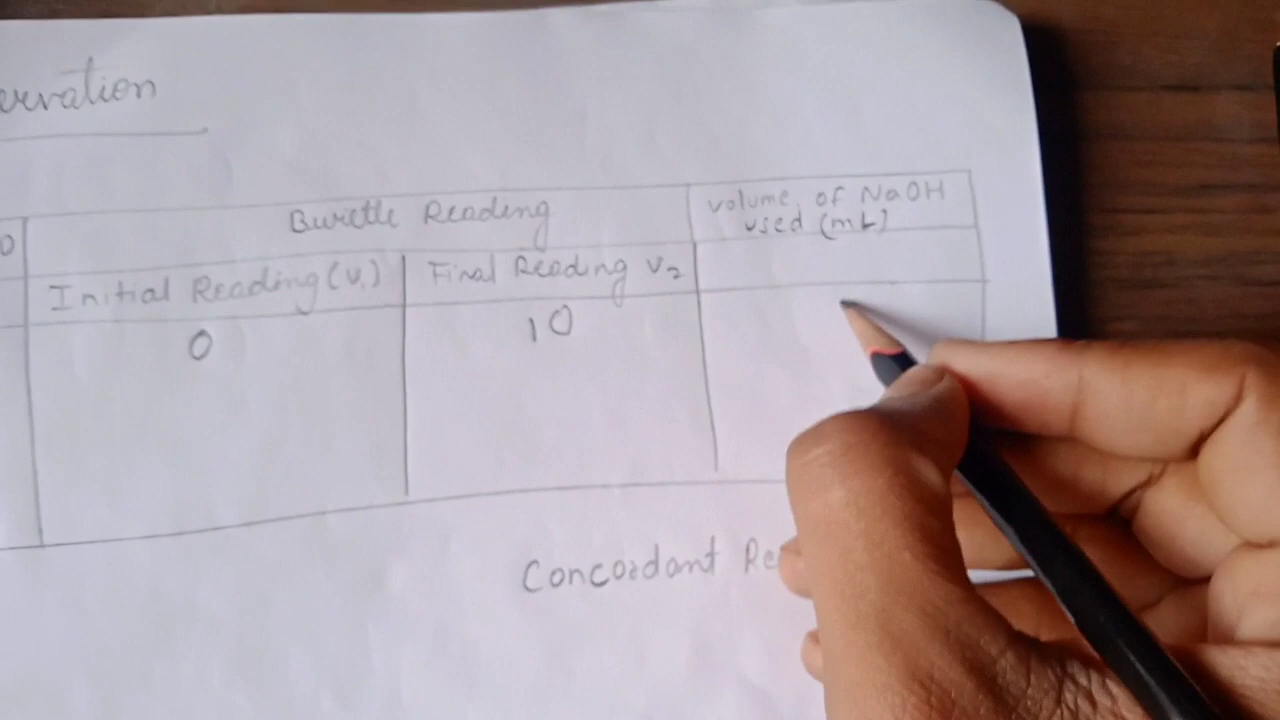 ervation
Burette Reading
volume of NaOH
used (mL)
Initial Reading (V1)
Final Reading V2
0
10
Concordant Re